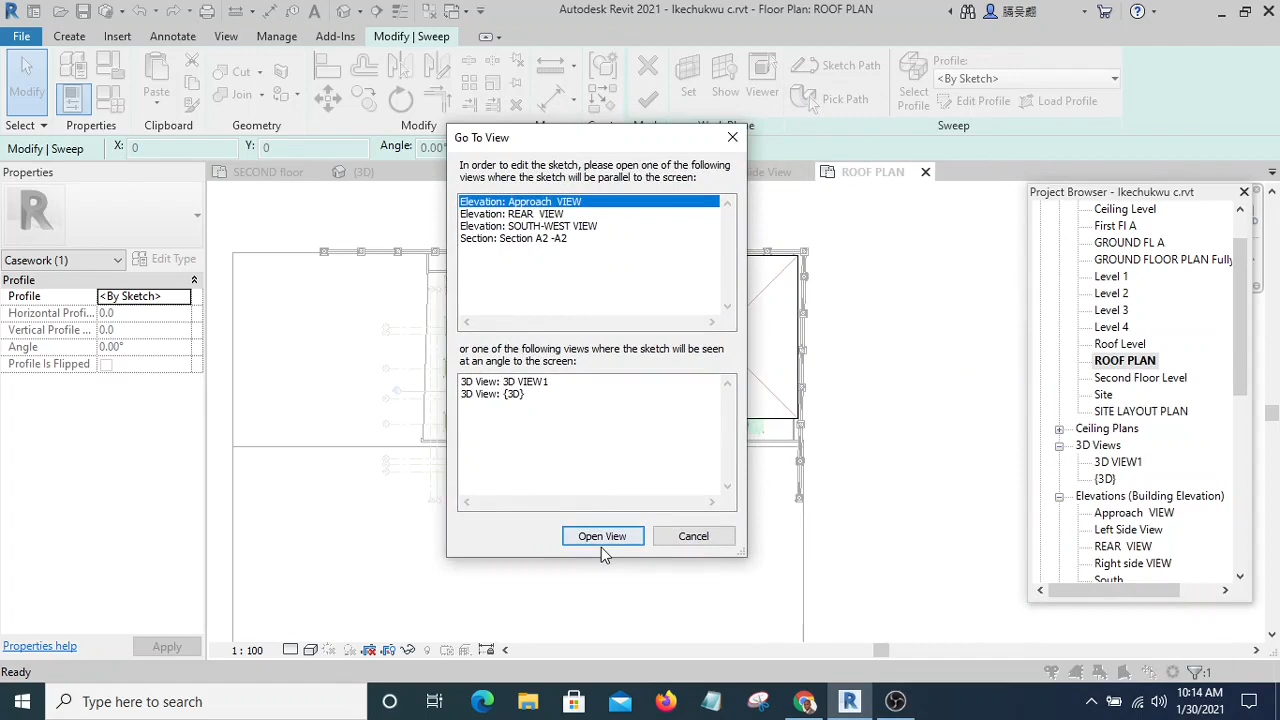 Autodesk Revit 2021 - Ikechukwu c.rvt - Floor Plan: ROOF PLAN
File Create Insert Annotate View Manage Add-Ins Modify | Sweep
Cut
Join
Modify
Paste
Set Show Viewer
Sketch Path
Pick Path
Select Profile
Profile:
<By Sketch>
Edit Profile Load Profile
Select Properties Clipboard Geometry Modify Sweep
Modify | Sweep X: 0 Y: 0 Angle: 0.00°
Properties
SECOND floor {3D} ide View ROOF PLAN
Casework (1) Edit Type
Profile
Profile <By Sketch>
Horizontal Profi... 0.0
Vertical Profile ... 0.0
Angle 0.00°
Profile Is Flipped
Properties help Apply
Go To View
In order to edit the sketch, please open one of the following
views where the sketch will be parallel to the screen:
Elevation: Approach VIEW
Elevation: REAR VIEW
Elevation: SOUTH-WEST VIEW
Section: Section A2 -A2
or one of the following views where the sketch will be seen
at an angle to the screen:
3D View: 3D VIEW1
3D View: {3D}
Open View Cancel
Project Browser - Ikechukwu c.rvt
Ceiling Level
First Fl A
GROUND FL A
GROUND FLOOR PLAN Fully
Level 1
Level 2
Level 3
Level 4
Roof Level
ROOF PLAN
Second Floor Level
Site
SITE LAYOUT PLAN
Ceiling Plans
3D Views
3D VIEW1
{3D}
Elevations (Building Elevation)
Approach VIEW
Left Side View
REAR VIEW
Right side VIEW
South
1 : 100
Ready
:1
Type here to search
10:14 AM
1/30/2021